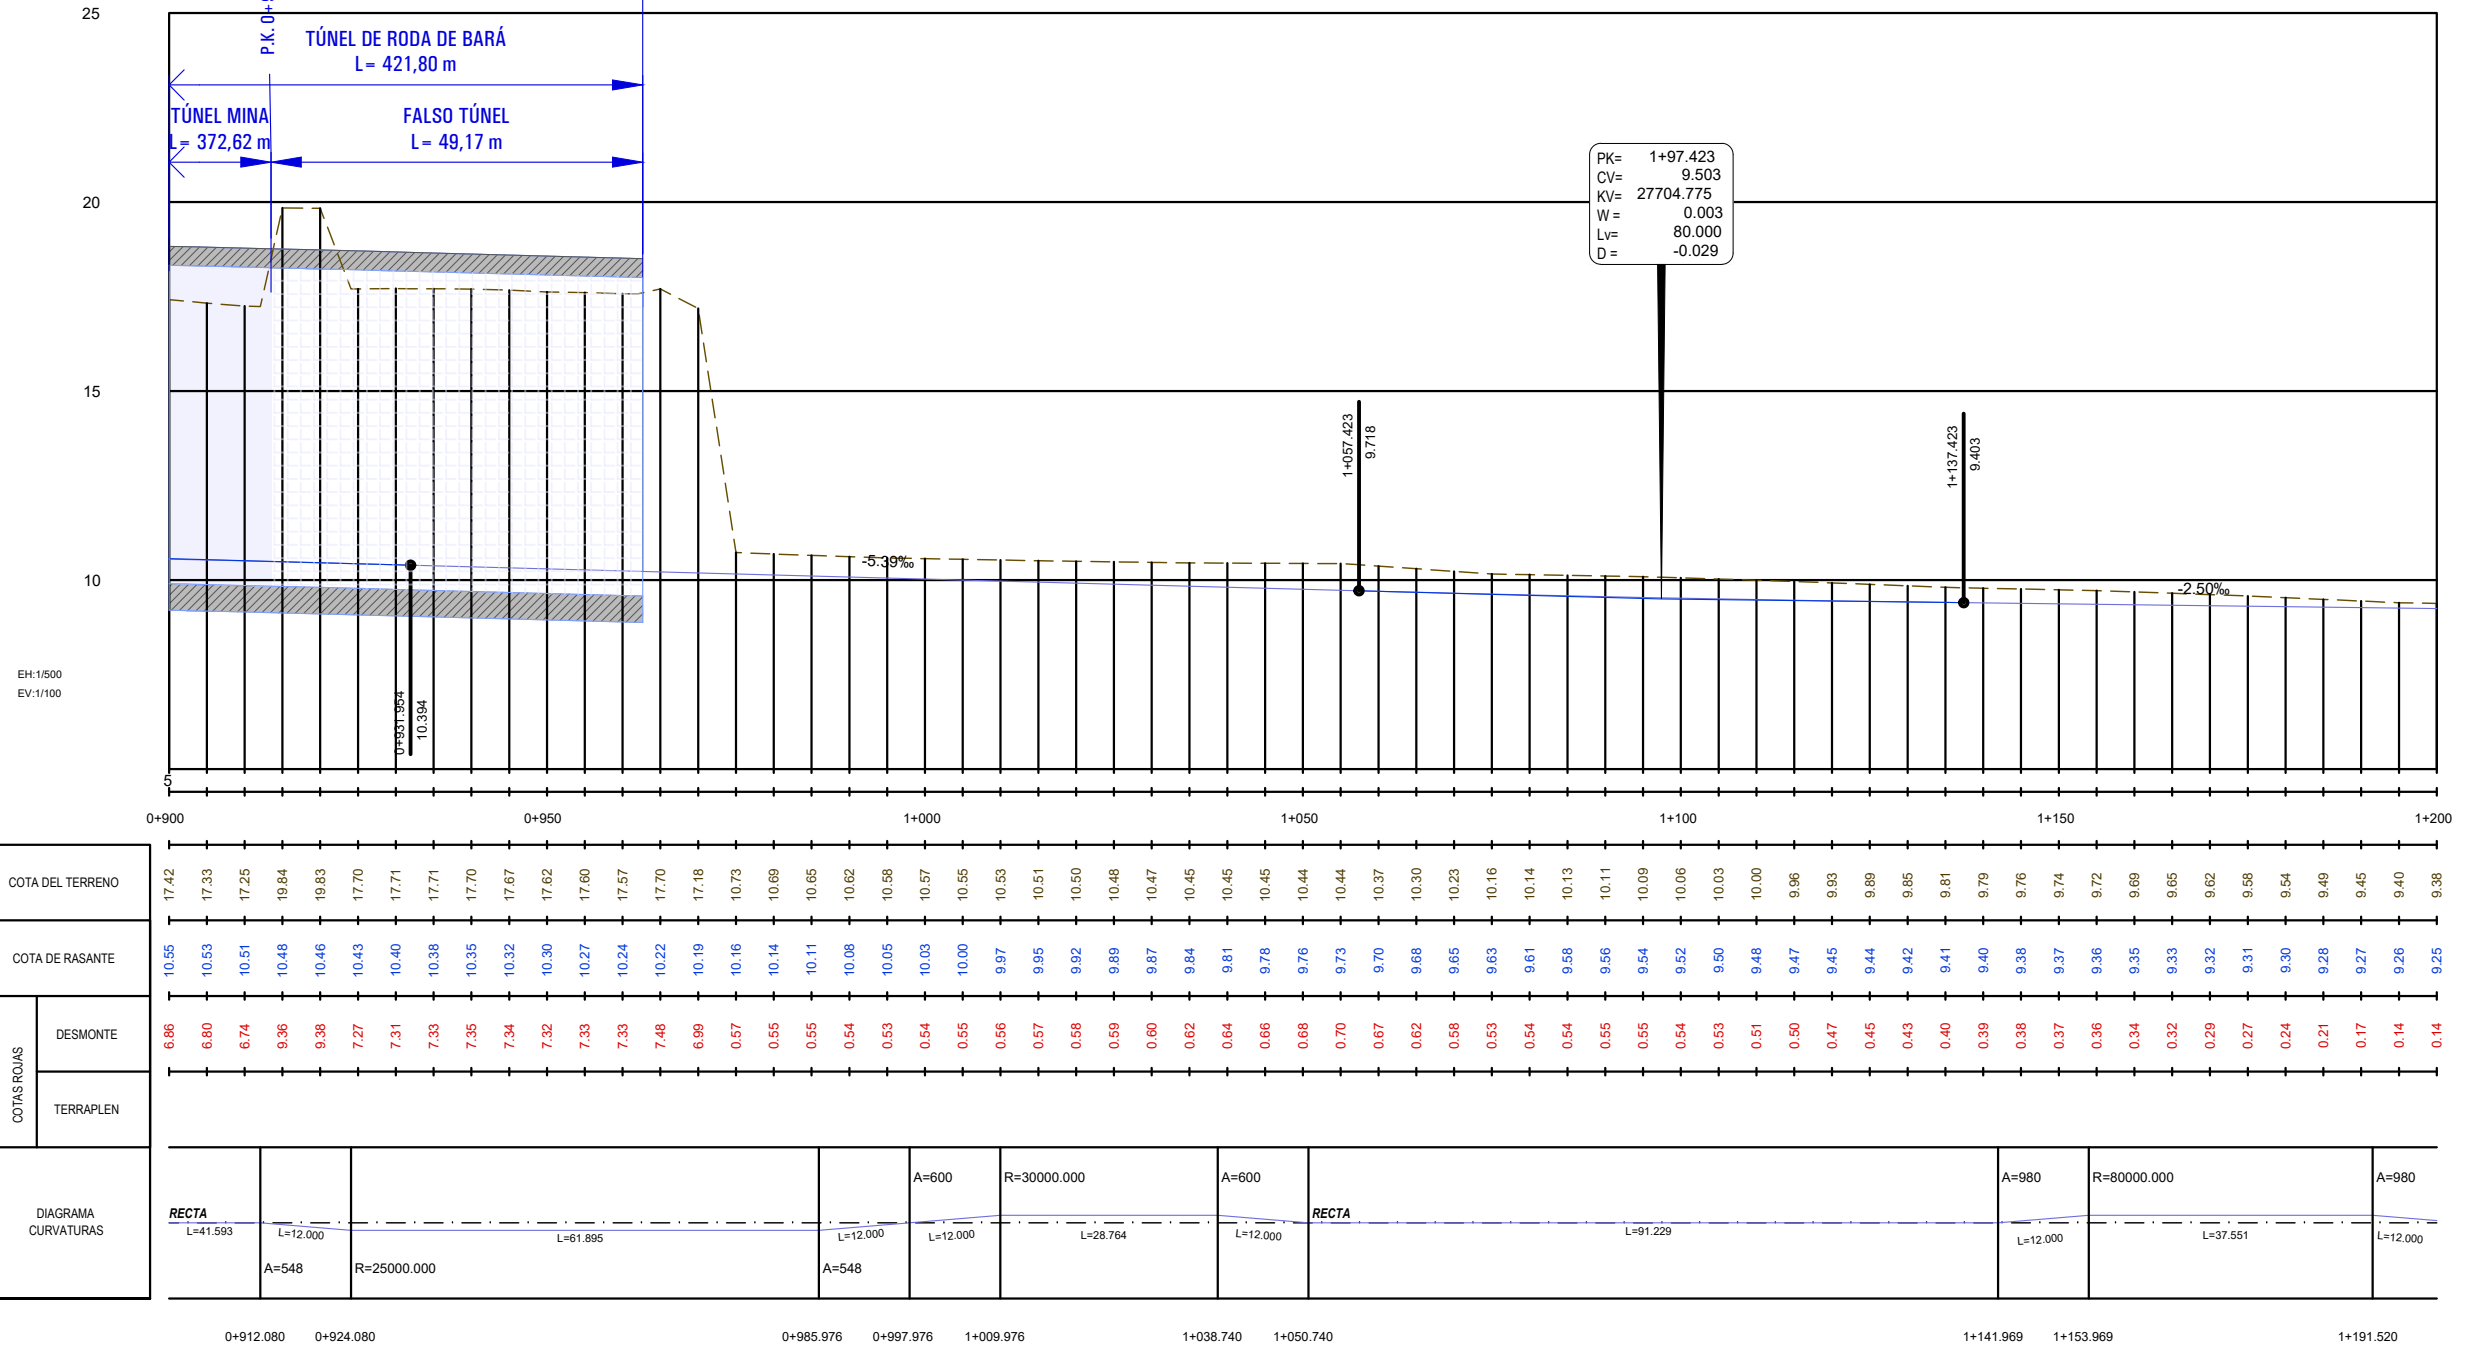 25
P.K. 0+
TÚNEL DE RODA DE BARÁ
L= 421,80 m
TÚNEL MINA
L= 372,62 m
FALSO TÚNEL
L= 49,17 m
PK= 1+97.423
CV= 9.503
KV= 27704.775
W = 0.003
Lv= 80.000
D = -0.029
20
15
10
5
1+057.423
9.718
1+137.423
9.403
-5.39‰
-2.50‰
0+931.954
10.394
EH:1/500
EV:1/100
0+900 0+950 1+000 1+050 1+100 1+150 1+200
COTA DEL TERRENO
17.42 17.33 17.25 19.84 19.83 17.70 17.71 17.71 17.70 17.67 17.62 17.60 17.57 17.70 17.18 10.73 10.69 10.65 10.62 10.58 10.57 10.55 10.53 10.51 10.50 10.48 10.47 10.45 10.45 10.45 10.44 10.44 10.37 10.30 10.23 10.16 10.14 10.13 10.11 10.09 10.06 10.03 10.00 9.96 9.93 9.89 9.85 9.81 9.79 9.76 9.74 9.72 9.69 9.65 9.62 9.58 9.54 9.49 9.45 9.40 9.38
COTA DE RASANTE
10.55 10.53 10.51 10.48 10.46 10.43 10.40 10.38 10.35 10.32 10.30 10.27 10.24 10.22 10.19 10.16 10.14 10.11 10.08 10.05 10.03 10.00 9.97 9.95 9.92 9.89 9.87 9.84 9.81 9.78 9.76 9.73 9.70 9.68 9.65 9.63 9.61 9.58 9.56 9.54 9.52 9.50 9.48 9.47 9.45 9.44 9.42 9.41 9.40 9.38 9.37 9.36 9.35 9.33 9.32 9.31 9.30 9.28 9.27 9.26 9.25
COTAS ROJAS
DESMONTE
6.86 6.80 6.74 9.36 9.38 7.27 7.31 7.33 7.35 7.34 7.32 7.33 7.33 7.48 6.99 0.57 0.55 0.55 0.54 0.53 0.54 0.55 0.56 0.57 0.58 0.59 0.60 0.62 0.64 0.66 0.68 0.70 0.67 0.62 0.58 0.53 0.54 0.54 0.55 0.55 0.54 0.53 0.51 0.50 0.47 0.45 0.43 0.40 0.39 0.38 0.37 0.36 0.34 0.32 0.29 0.27 0.24 0.21 0.17 0.14 0.14
TERRAPLEN
DIAGRAMA
CURVATURAS
A=600 R=30000.000 A=600 A=980 R=80000.000 A=980
RECTA RECTA
L=41.593 L=12.000 L=61.895 L=12.000 L=12.000 L=28.764 L=12.000 L=91.229 L=12.000 L=37.551 L=12.000
A=548 R=25000.000 A=548
0+912.080 0+924.080 0+985.976 0+997.976 1+009.976 1+038.740 1+050.740 1+141.969 1+153.969 1+191.520